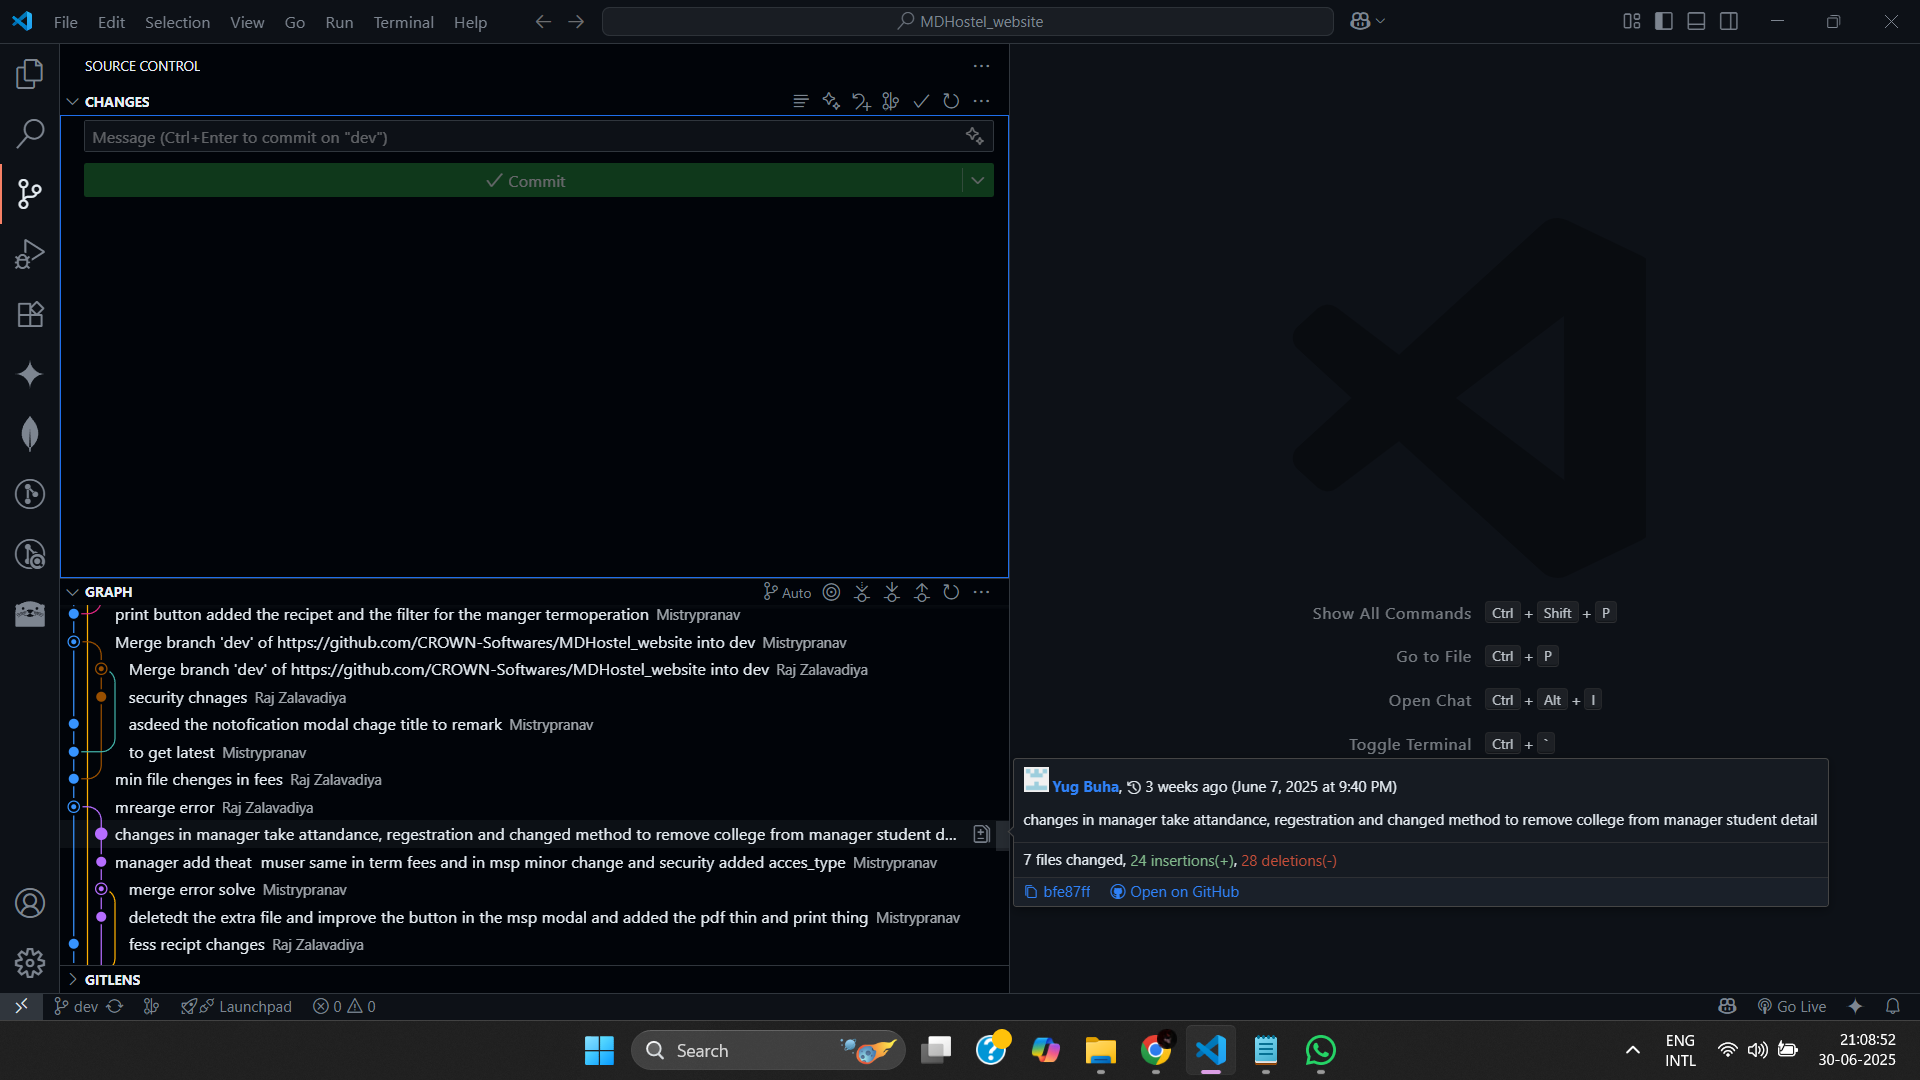 File Edit Selection View Go Run Terminal Help
MDHostel_website
SOURCE CONTROL
CHANGES
Message (Ctrl+Enter to commit on "dev")
Commit
GRAPH
Auto
print button added the recipet and the filter for the manger termoperation Mistrypranav
Merge branch 'dev' of https://github.com/CROWN-Softwares/MDHostel_website into dev Mistrypranav
Merge branch 'dev' of https://github.com/CROWN-Softwares/MDHostel_website into dev Raj Zalavadiya
security chnages Raj Zalavadiya
asdeed the notofication modal chage title to remark Mistrypranav
to get latest Mistrypranav
min file chenges in fees Raj Zalavadiya
mrearge error Raj Zalavadiya
changes in manager take attandance, regestration and changed method to remove college from manager student d...
manager add theat muser same in term fees and in msp minor change and security added acces_type Mistrypranav
merge error solve Mistrypranav
deletedt the extra file and improve the button in the msp modal and added the pdf thin and print thing Mistrypranav
fess recipt changes Raj Zalavadiya
GITLENS
Show All Commands Ctrl + Shift + P
Go to File Ctrl + P
Open Chat Ctrl + Alt + I
Toggle Terminal Ctrl + `
Yug Buha, 3 weeks ago (June 7, 2025 at 9:40 PM)
changes in manager take attandance, regestration and changed method to remove college from manager student detail
7 files changed, 24 insertions(+), 28 deletions(-)
bfe87ff Open on GitHub
dev Launchpad 0 0 Go Live
Search
ENG
INTL
21:08:52
30-06-2025